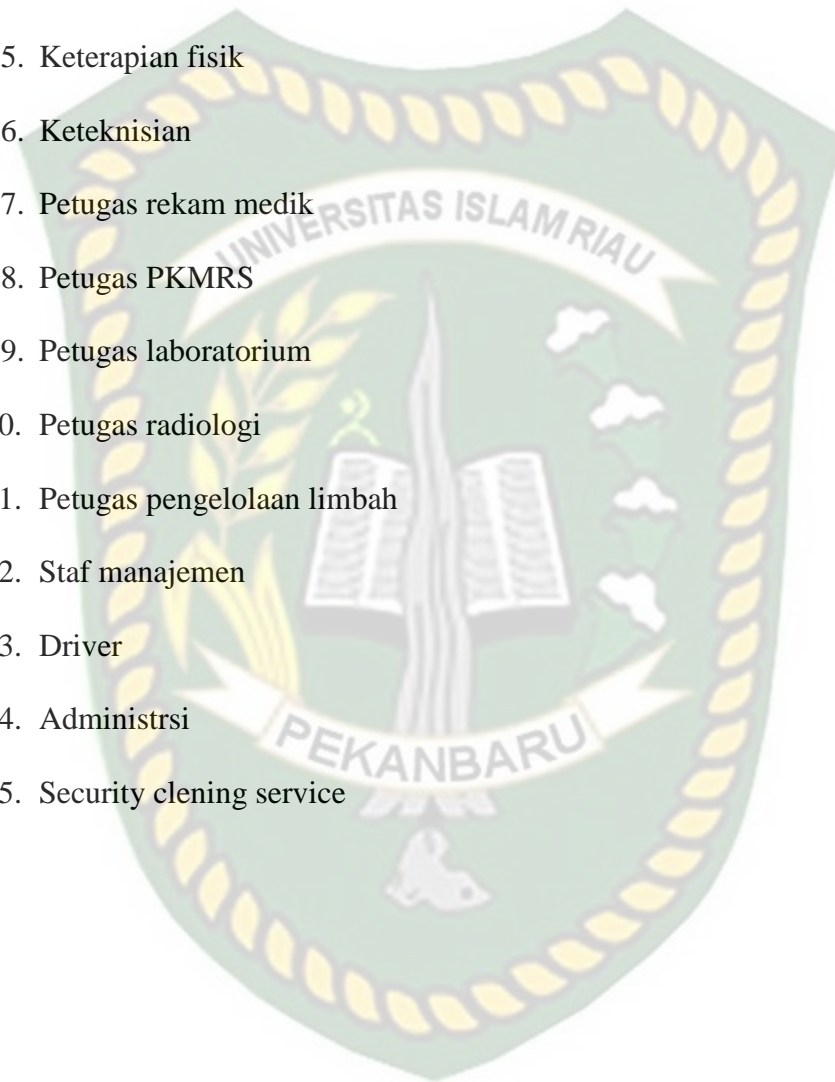 5. Keterapian fisik
6. Keteknisian
7. Petugas rekam medik
UNIVERSITAS ISLAM RIAU
8. Petugas PKMRS
9. Petugas laboratorium
0. Petugas radiologi
1. Petugas pengelolaan limbah
2. Staf manajemen
3. Driver
4. Administrsi
PEKANBARU
5. Security clening service